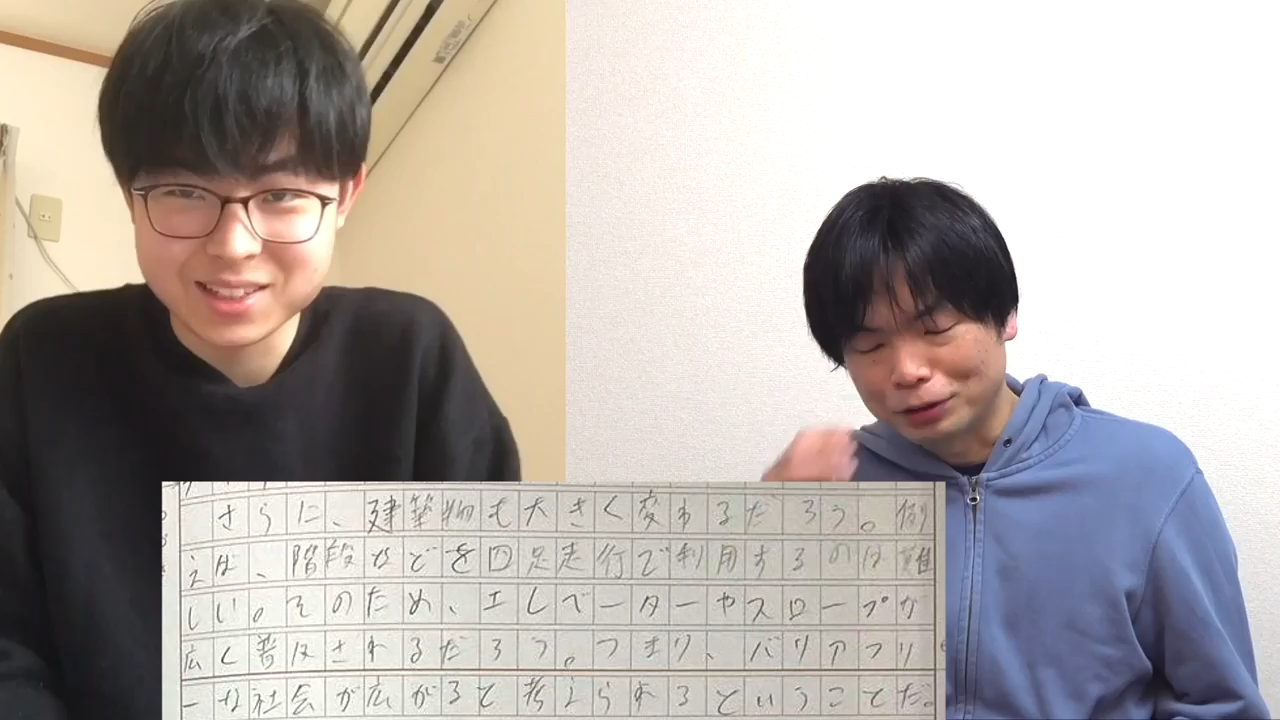 さらに、建築物も大きく変わるだろう。例
えば、階段などを四足走行で利用するのは難
しい。そのため、エレベーターやスロープが
広く普及されるだろう。つまり、バリアフリ
ーな社会が広がると考えられるということだ。